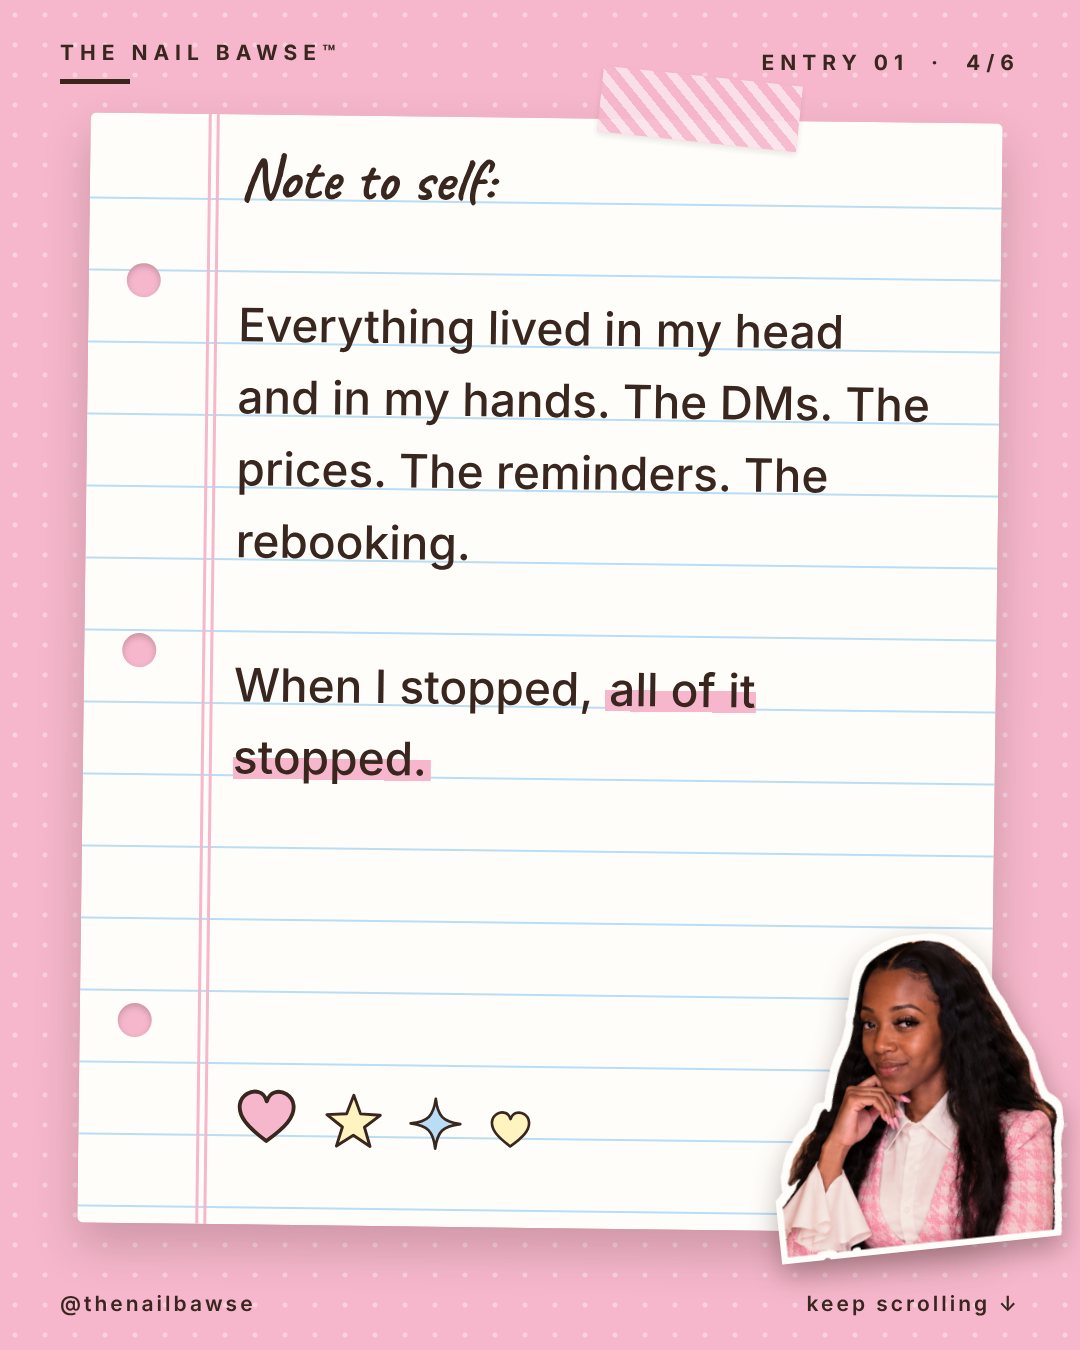 THE NAIL BAWSE™
ENTRY 01 · 4/6
Note to self:
Everything lived in my head
and in my hands. The DMs. The
prices. The reminders. The
rebooking.
When I stopped, all of it
stopped.
@thenailbawse
keep scrolling ↓